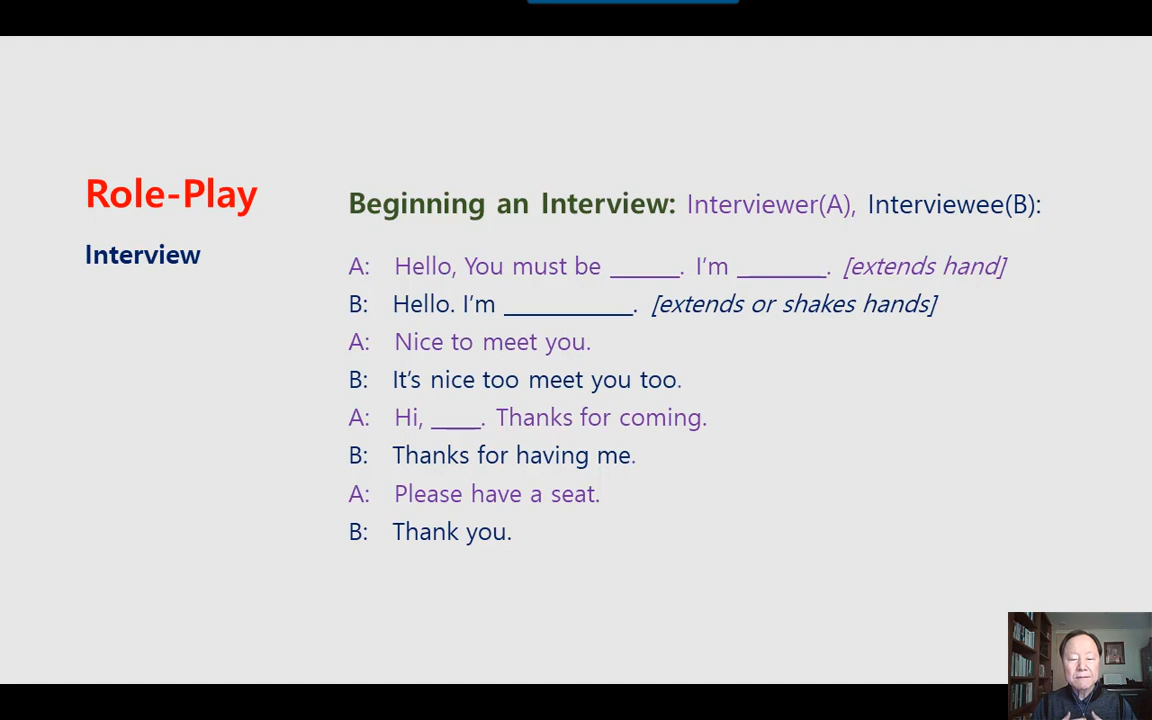 Role-Play
Interview
Beginning an Interview: Interviewer(A), Interviewee(B):
A: Hello, You must be ______. I'm ________. [extends hand]
B: Hello. I'm ___________. [extends or shakes hands]
A: Nice to meet you.
B: It's nice too meet you too.
A: Hi, ____. Thanks for coming.
B: Thanks for having me.
A: Please have a seat.
B: Thank you.